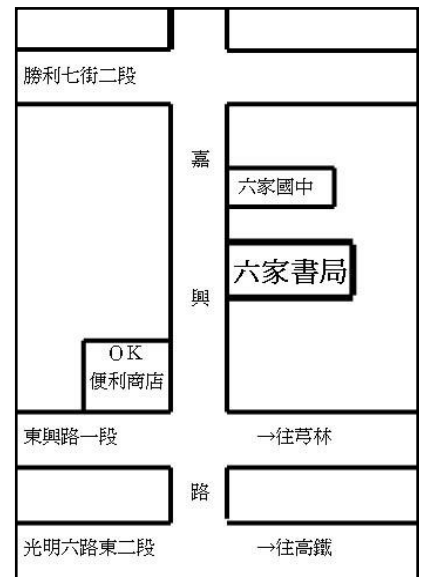 勝利七街二段
嘉興路
六家國中
六家書局
OK
便利商店
東興路一段
→往芎林
光明六路東二段
→往高鐵